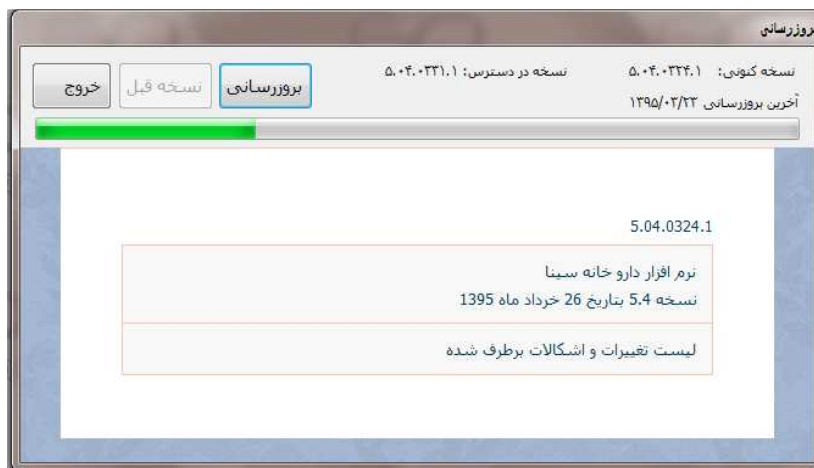 بروزرسانی
نسخه کنونی: ۵.۰۴.۰۳۲۴.۱
نسخه در دسترس: ۵.۰۴.۰۳۳۱.۱
آخرین بروزرسانی ۱۳۹۵/۰۳/۲۳
بروزرسانی
نسخه قبل
خروج
5.04.0324.1
نرم افزار دارو خانه سینا
نسخه 5.4 بتاریخ 26 خرداد ماه 1395
لیست تغییرات و اشکالات برطرف شده